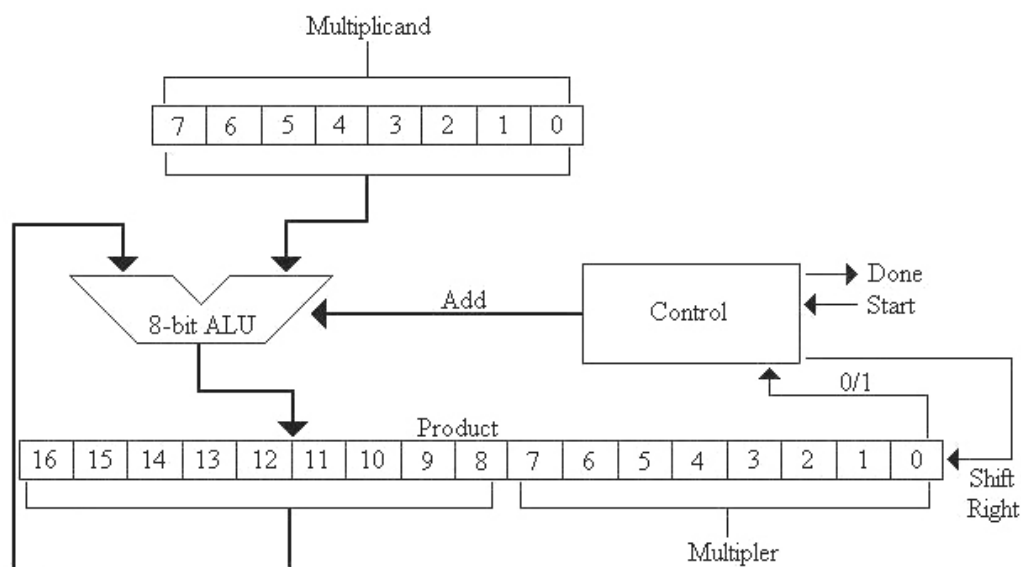 Multiplicand
7 6 5 4 3 2 1 0
8-bit ALU
Add
Control
Done
Start
0/1
Product
16 15 14 13 12 11 10 9 8 7 6 5 4 3 2 1 0
Shift
Right
Multipler